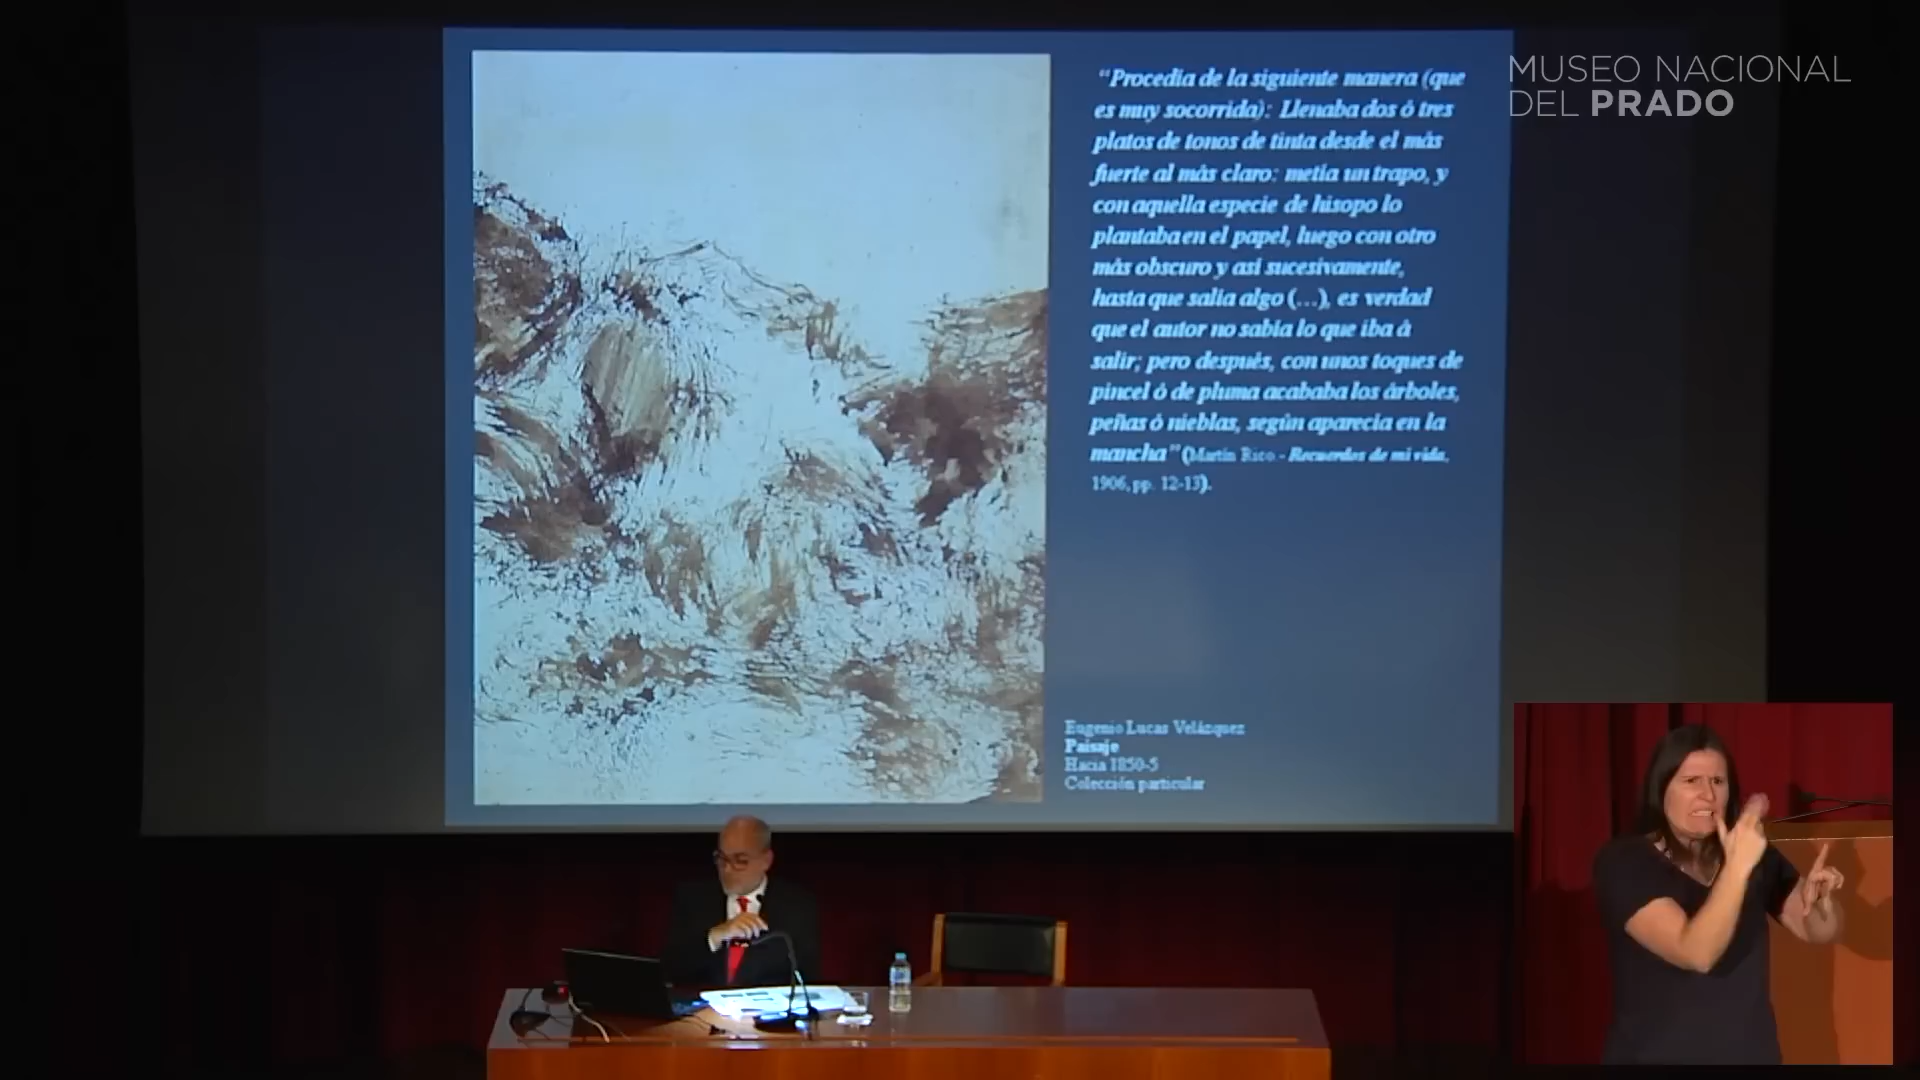 “Procedía de la siguiente manera (que
es muy socorrida): Llenaba dos ó tres
platos de tonos de tinta desde el más
fuerte al más claro: metía un trapo, y
con aquella especie de hisopo lo
plantaba en el papel, luego con otro
más obscuro y así sucesivamente,
hasta que salía algo (…), es verdad
que el autor no sabía lo que iba á
salir; pero después, con unos toques de
pincel ó de pluma acababa los árboles,
peñas ó nieblas, según aparecía en la
mancha” (Martín Rico - Recuerdos de mi vida,
1906, pp. 12-13).
Eugenio Lucas Velázquez
Paisaje
Hacia 1850-5
Colección particular
MUSEO NACIONAL
DEL PRADO